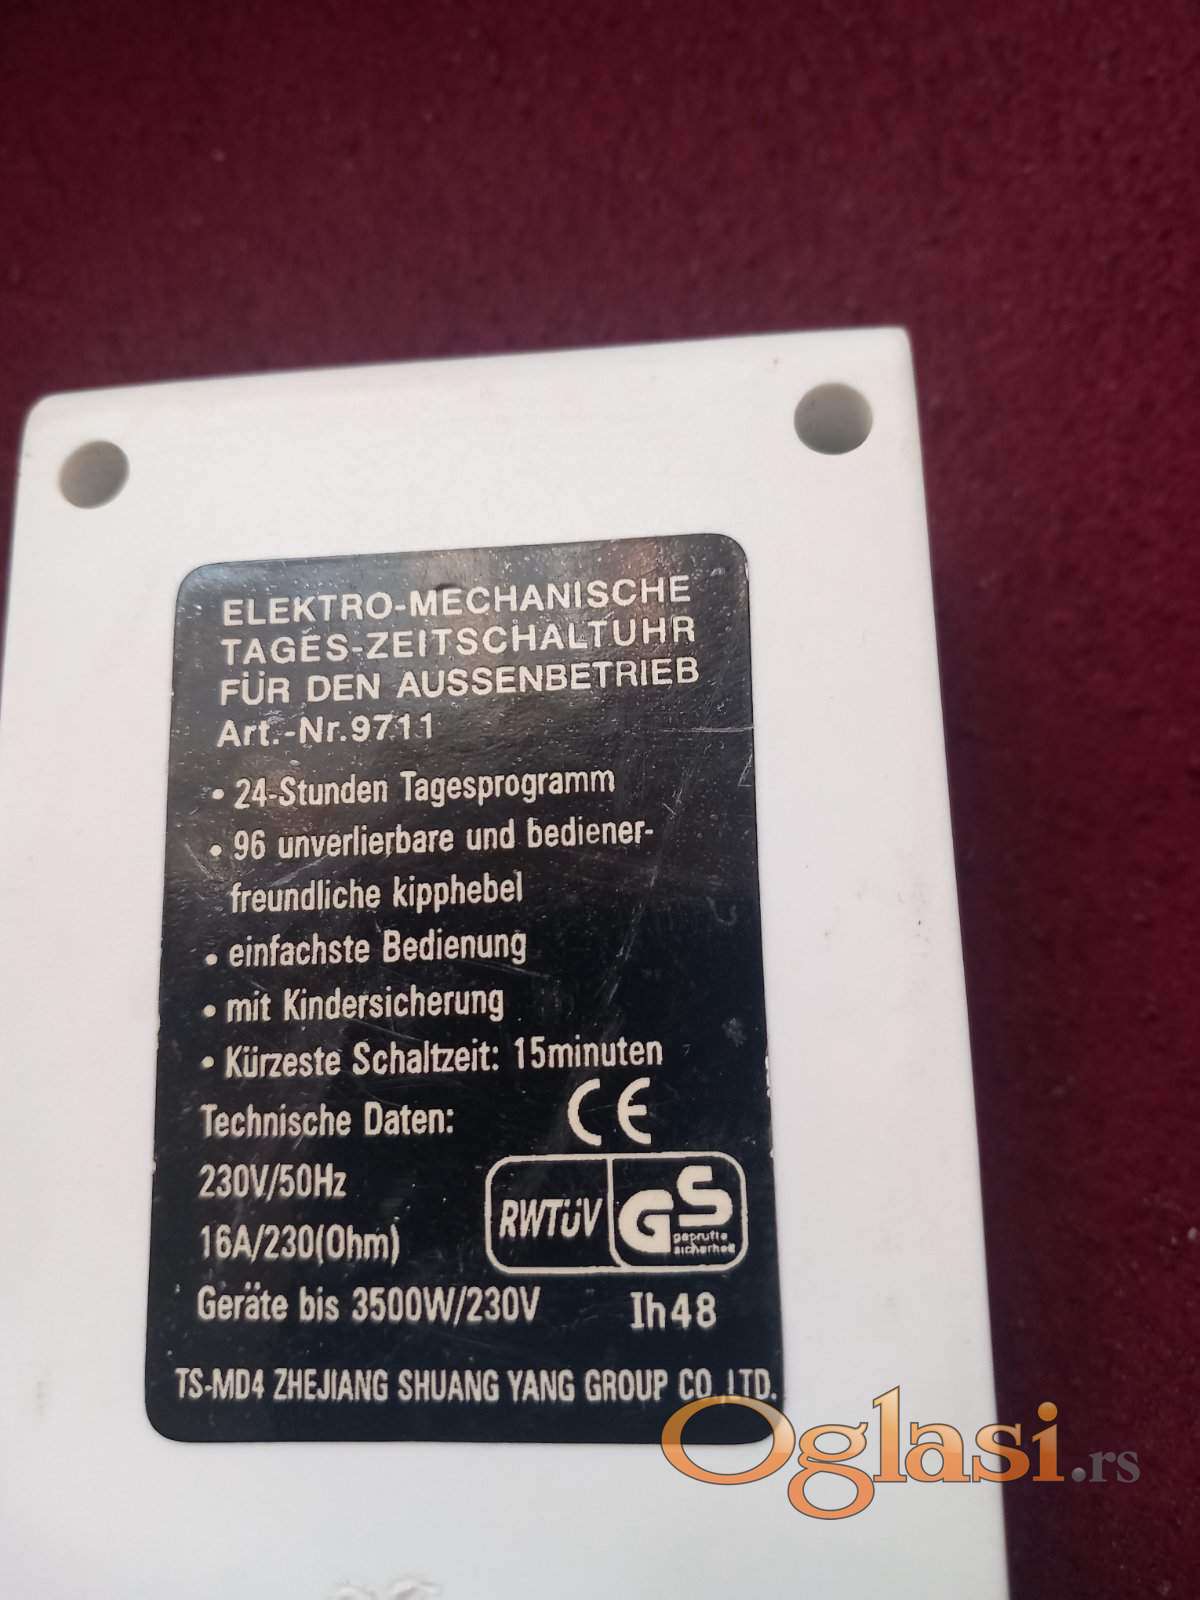 ELEKTRO-MECHANISCHE
TAGES-ZEITSCHALTUHR
FÜR DEN AUSSENBETRIEB
Art.-Nr.9711
• 24-Stunden Tagesprogramm
• 96 unverlierbare und bediener-
freundliche kipphebel
• einfachste Bedienung
• mit Kindersicherung
• Kürzeste Schaltzeit: 15minuten
Technische Daten:
CE
230V/50Hz
16A/230(Ohm)
RWTüV
GS
geprufte
sicherheit
Geräte bis 3500W/230V
Ih48
TS-MD4 ZHEJIANG SHUANG YANG GROUP CO.,LTD.
Oglasi.rs